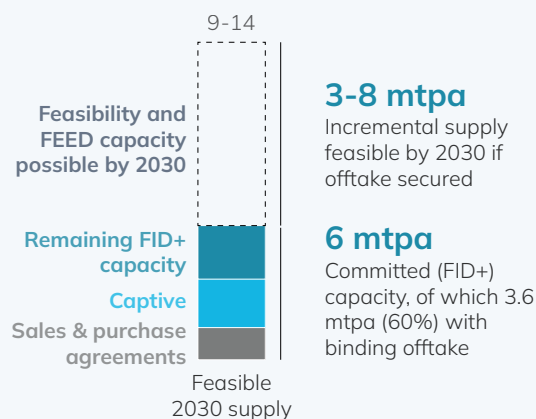 9-14
Feasibility and
FEED capacity
possible by 2030
3-8 mtpa
Incremental supply
feasible by 2030 if
offtake secured
Remaining FID+
capacity
Captive
Sales & purchase
agreements
6 mtpa
Committed (FID+)
capacity, of which 3.6
mtpa (60%) with
binding offtake
Feasible
2030 supply